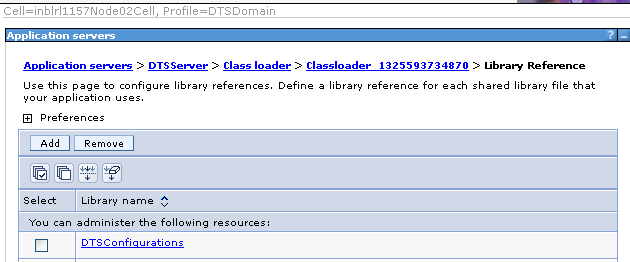 Cell=inblrl1157Node02Cell, Profile=DTSDomain
Application servers ? _
Application servers > DTSServer > Class loader > Classloader_1325593734870 > Library Reference
Use this page to configure library references. Define a library reference for each shared library file that
your application uses.
+ Preferences
Add Remove
Select Library name
You can administer the following resources:
DTSConfigurations